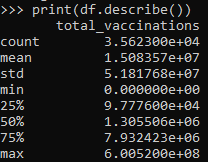 >>> print(df.describe())
total_vaccinations
count 3.562300e+04
mean 1.508357e+07
std 5.181768e+07
min 0.000000e+00
25% 9.777600e+04
50% 1.305506e+06
75% 7.932423e+06
max 6.005200e+08